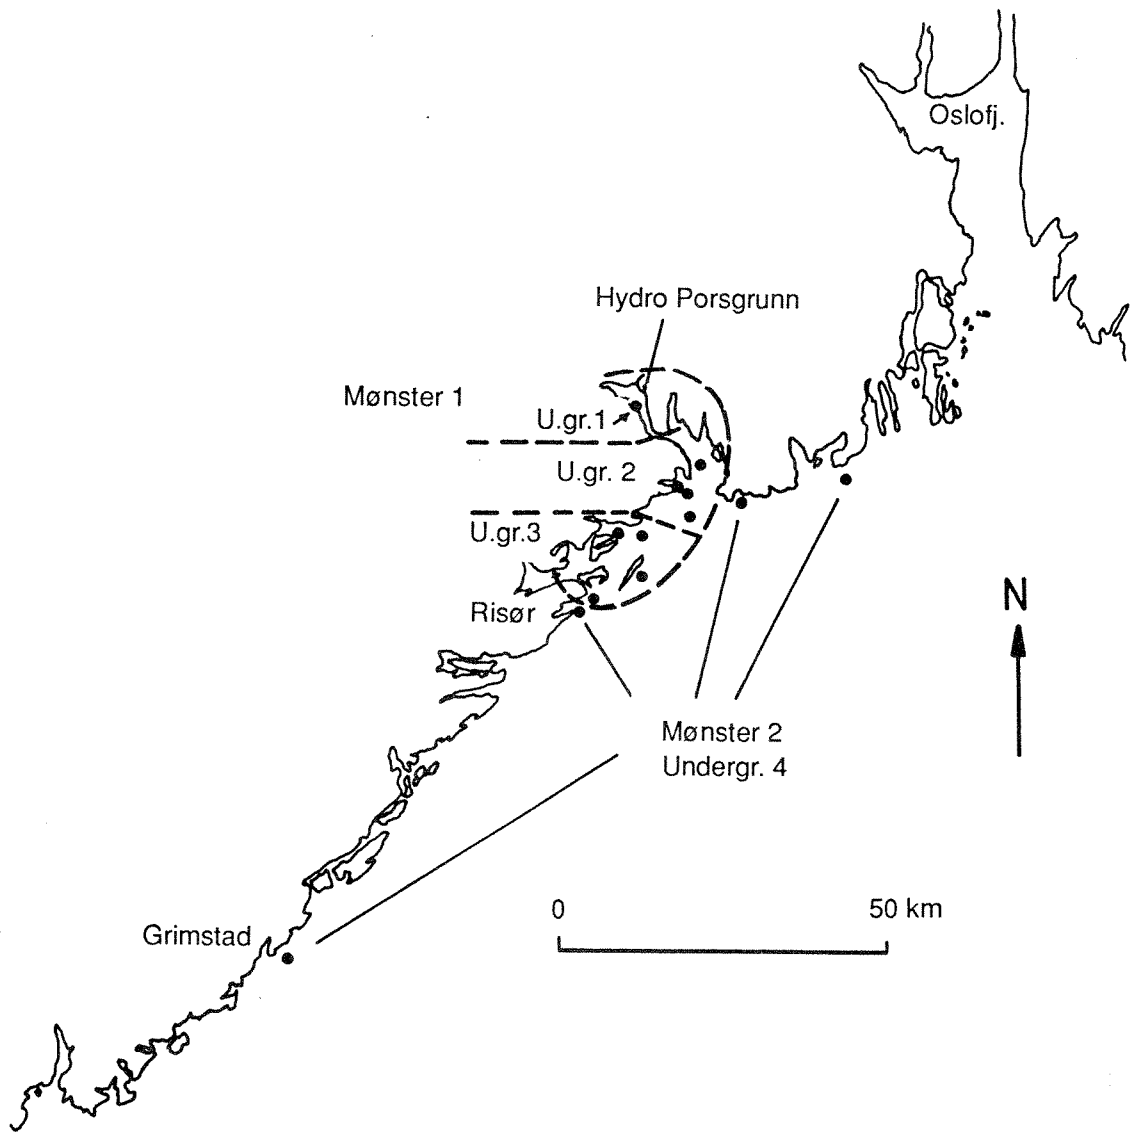 Oslofj.
Hydro Porsgrunn
Mønster 1
U.gr.1
U.gr. 2
U.gr.3
Risør
N
Mønster 2
Undergr. 4
0 50 km
Grimstad